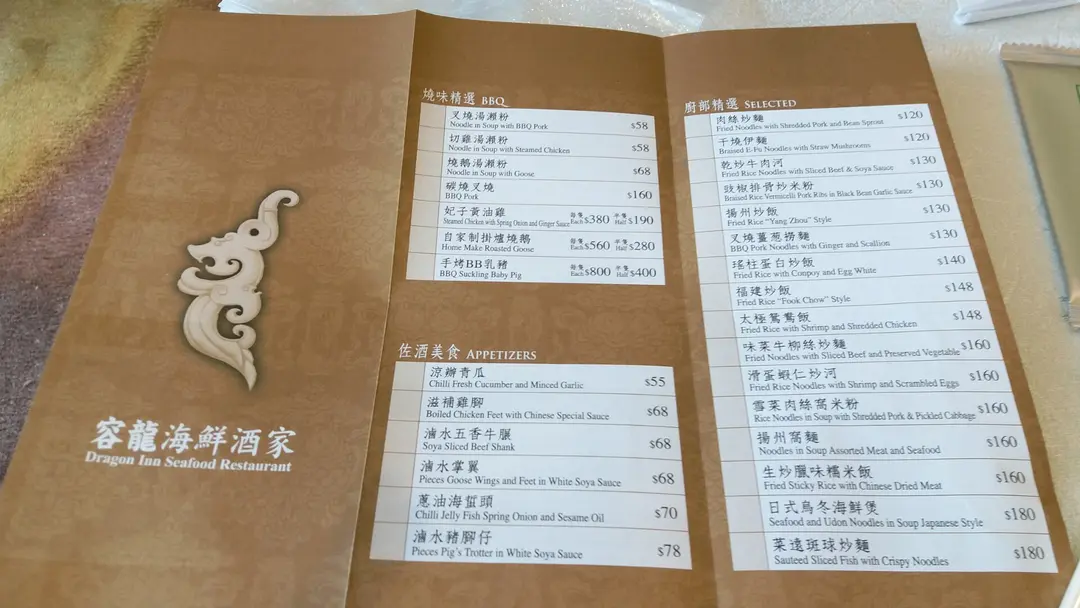 容龍海鮮酒家
Dragon Inn Seafood Restaurant
燒味精選 BBQ
叉燒湯瀨粉
Noodle in Soup with BBQ Pork $58
切雞湯瀨粉
Noodle in Soup with Steamed Chicken $58
燒鵝湯瀨粉
Noodle in Soup with Goose $68
碳燒叉燒
BBQ Pork $160
妃子黃油雞
Steamed Chicken with Spring Onion and Ginger Sauce 每隻 Each $380 半隻 Half $190
自家制掛爐燒鵝
Home Make Roasted Goose 每隻 Each $560 半隻 Half $280
手烤BB乳豬
BBQ Suckling Baby Pig 每隻 Each $800 半隻 Half $400
佐酒美食 APPETIZERS
涼辦青瓜
Chilli Fresh Cucumber and Minced Garlic $55
滋補雞腳
Boiled Chicken Feet with Chinese Special Sauce $68
滷水五香牛𦟌
Soya Sliced Beef Shank $68
滷水掌翼
Pieces Goose Wings and Feet in White Soya Sauce $68
蔥油海蜇頭
Chilli Jelly Fish Spring Onion and Sesame Oil $70
滷水豬腳仔
Pieces Pig's Trotter in White Soya Sauce $78
廚部精選 SELECTED
肉絲炒麵
Fried Noodles with Shredded Pork and Bean Sprout $120
干燒伊麵
Braised E-Fu Noodles with Straw Mushrooms $120
乾炒牛肉河
Fried Rice Noodles with Sliced Beef & Soya Sauce $130
豉椒排骨炒米粉
Braised Rice Vermicelli Pork Ribs in Black Bean Garlic Sauce $130
揚州炒飯
Fried Rice "Yang Zhou" Style $130
叉燒薑葱撈麵
BBQ Pork Noodles with Ginger and Scallion $130
瑤柱蛋白炒飯
Fried Rice with Conpoy and Egg White $140
福建炒飯
Fried Rice "Fook Chow" Style $148
太極鴛鴦飯
Fried Rice with Shrimp and Shredded Chicken $148
味菜牛柳絲炒麵
Fried Noodles with Sliced Beef and Preserved Vegetable $160
滑蛋蝦仁炒河
Fried Rice Noodles with Shrimp and Scrambled Eggs $160
雪菜肉絲窩米粉
Rice Noodles in Soup with Shredded Pork & Pickled Cabbage $160
揚州窩麵
Noodles in Soup Assorted Meat and Seafood $160
生炒臘味糯米飯
Fried Sticky Rice with Chinese Dried Meat $160
日式烏冬海鮮煲
Seafood and Udon Noodles in Soup Japanese Style $180
菜遠斑球炒麵
Sauteed Sliced Fish with Crispy Noodles $180